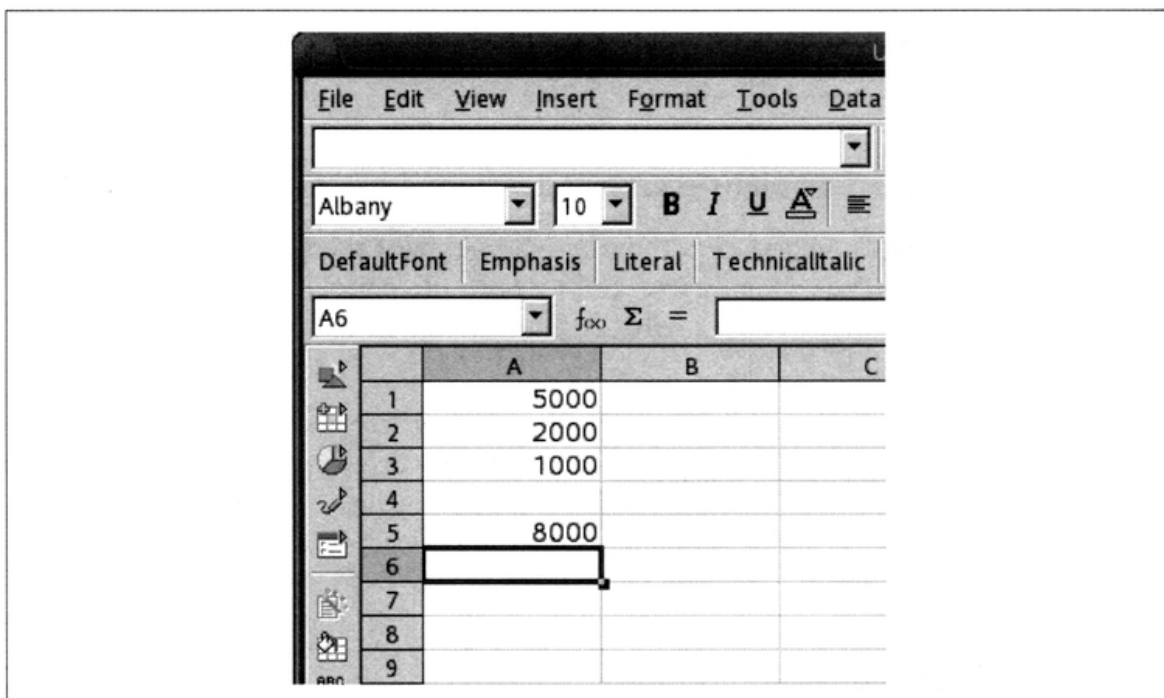 File Edit View Insert Format Tools Data
Albany 10 B I U A
DefaultFont Emphasis Literal TechnicalItalic
A6 f(x) Σ =
A B C
1 5000
2 2000
3 1000
4
5 8000
6
7
8
9